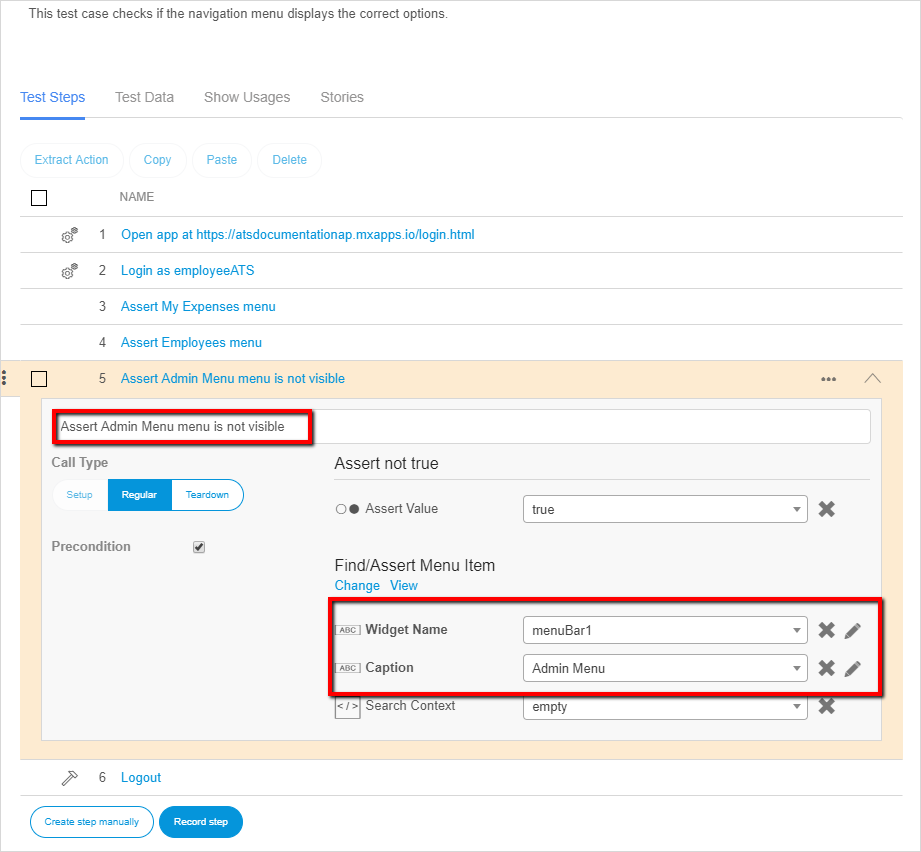 This test case checks if the navigation menu displays the correct options.
Test Steps Test Data Show Usages Stories
Extract Action Copy Paste Delete
NAME
1 Open app at https://atsdocumentationap.mxapps.io/login.html
2 Login as employeeATS
3 Assert My Expenses menu
4 Assert Employees menu
5 Assert Admin Menu menu is not visible
Assert Admin Menu menu is not visible
Call Type
Setup Regular Teardown
Precondition
Assert not true
Assert Value true
Find/Assert Menu Item
Change View
ABC Widget Name menuBar1
ABC Caption Admin Menu
</> Search Context empty
6 Logout
Create step manually Record step